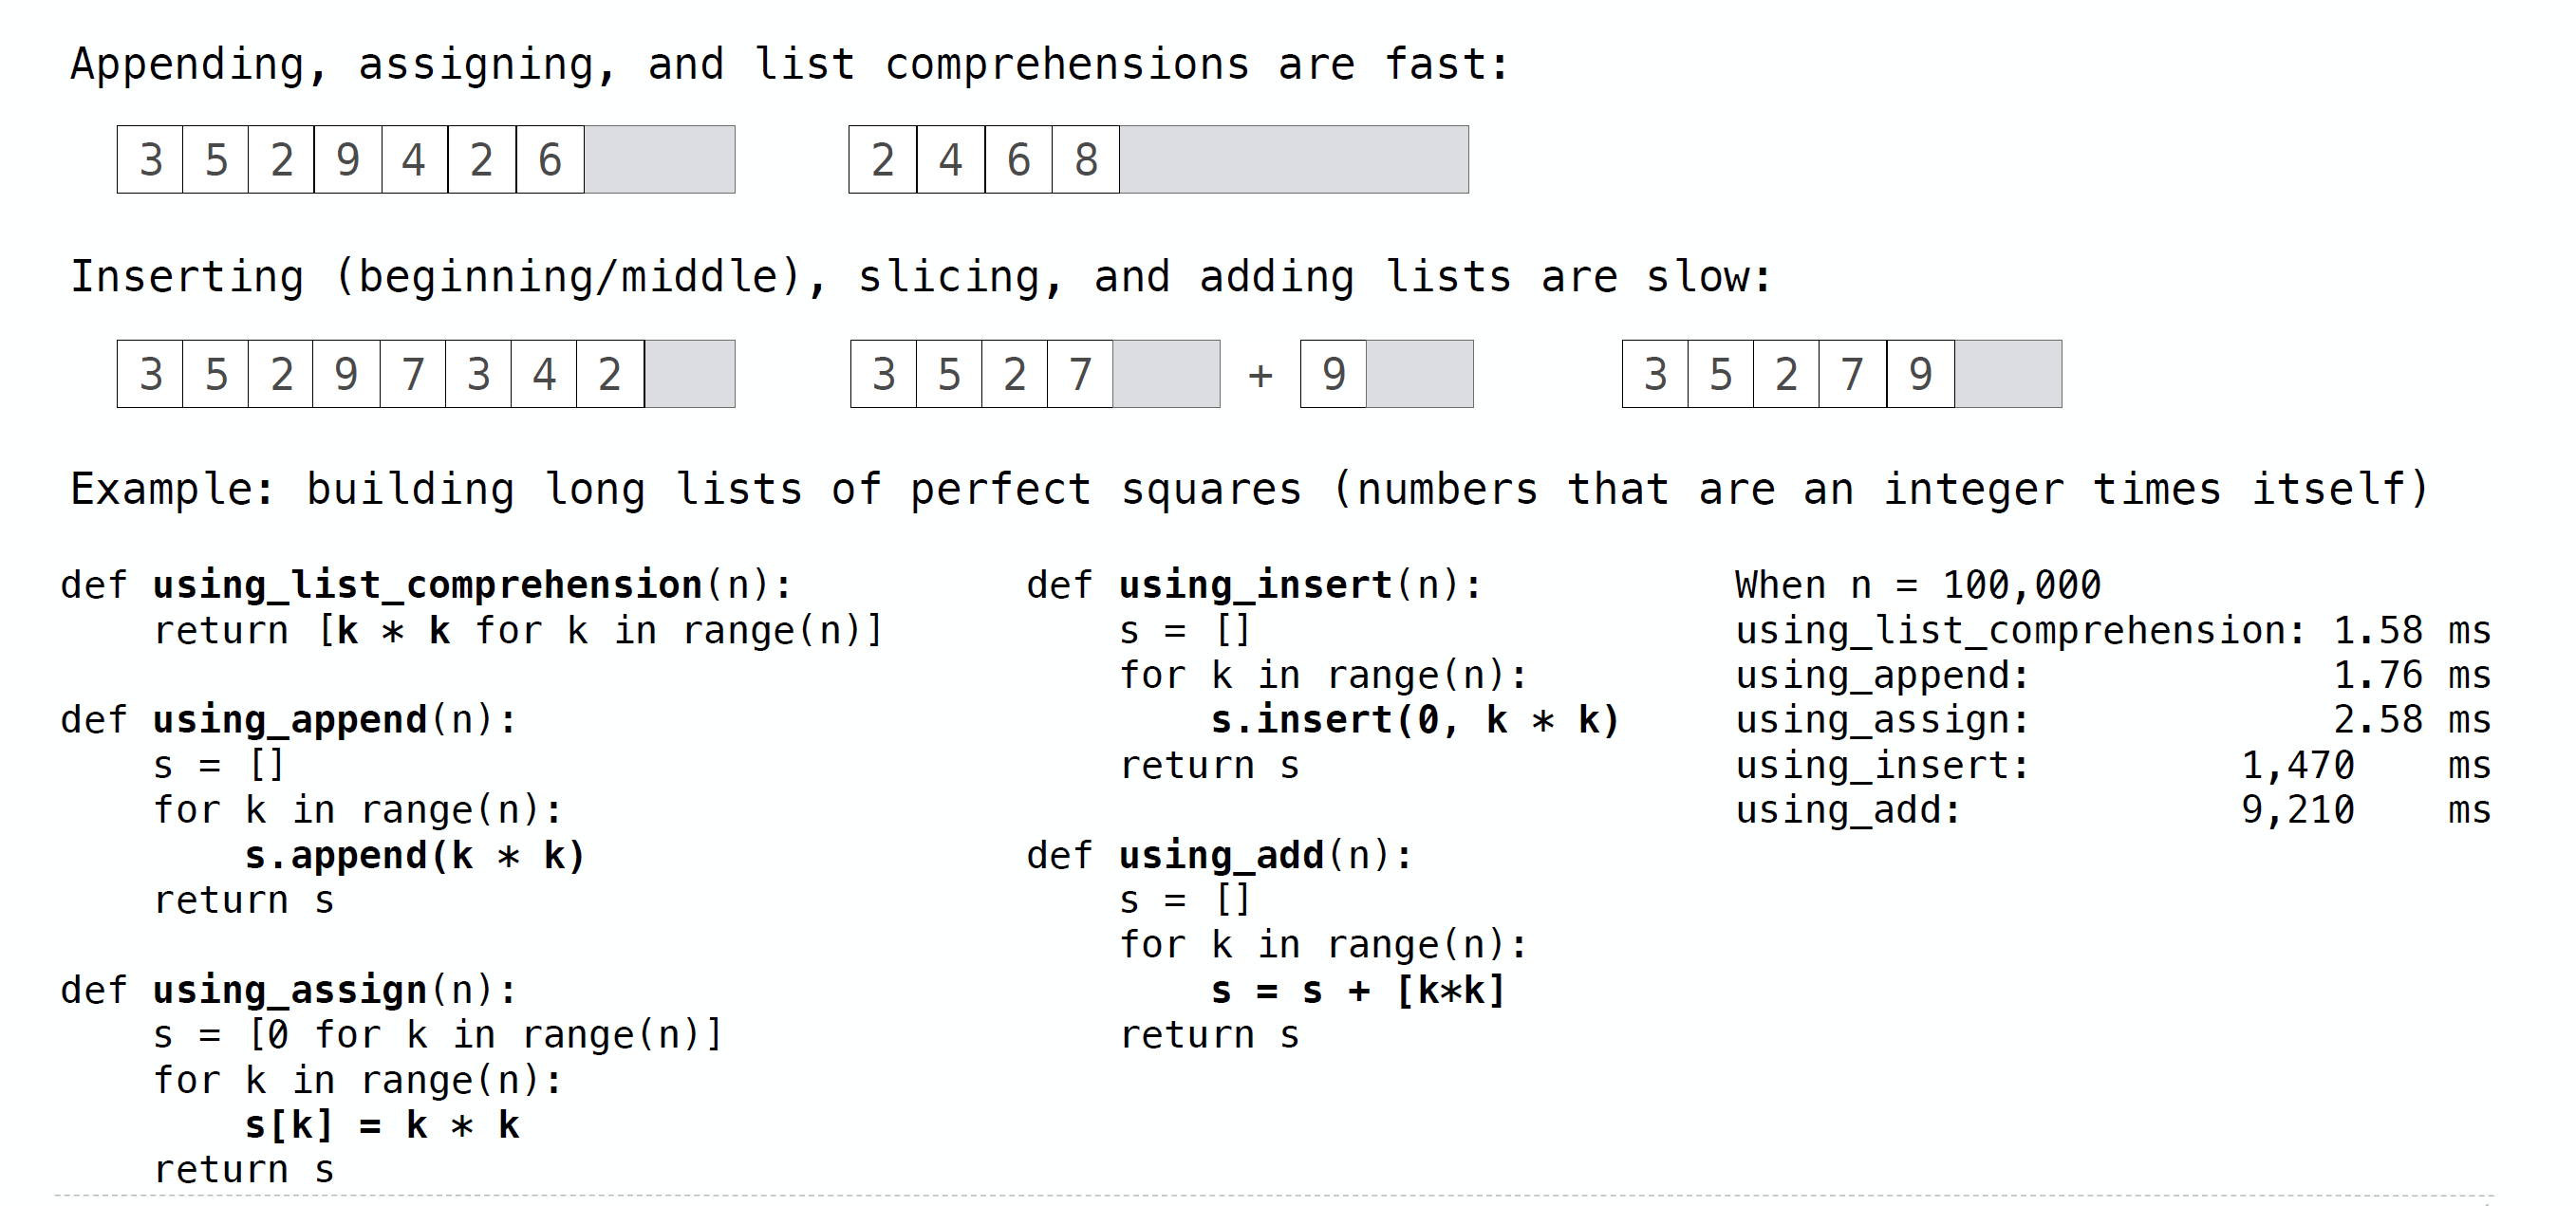 Appending, assigning, and list comprehensions are fast:
3 5 2 9 4 2 6
2 4 6 8
Inserting (beginning/middle), slicing, and adding lists are slow:
3 5 2 9 7 3 4 2
3 5 2 7 + 9
3 5 2 7 9
Example: building long lists of perfect squares (numbers that are an integer times itself)
def using_list_comprehension(n):
    return [k * k for k in range(n)]
def using_append(n):
    s = []
    for k in range(n):
        s.append(k * k)
    return s
def using_assign(n):
    s = [0 for k in range(n)]
    for k in range(n):
        s[k] = k * k
    return s
def using_insert(n):
    s = []
    for k in range(n):
        s.insert(0, k * k)
    return s
def using_add(n):
    s = []
    for k in range(n):
        s = s + [k*k]
    return s
When n = 100,000
using_list_comprehension: 1.58 ms
using_append: 1.76 ms
using_assign: 2.58 ms
using_insert: 1,470 ms
using_add: 9,210 ms